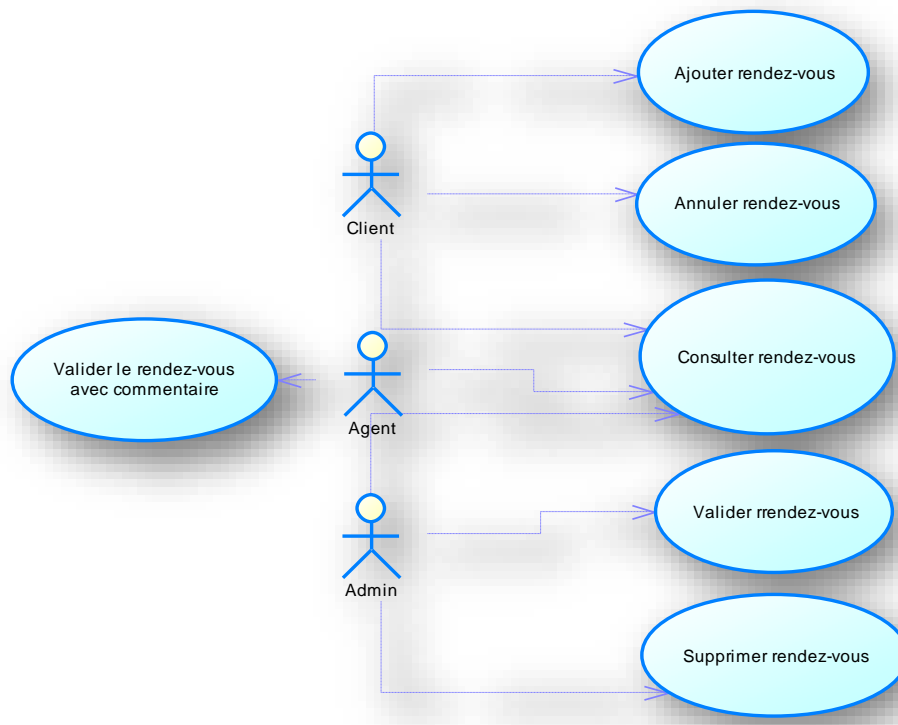 Ajouter rendez-vous
Client
Annuler rendez-vous
Valider le rendez-vous
avec commentaire
Agent
Consulter rendez-vous
Admin
Valider rrendez-vous
Supprimer rendez-vous